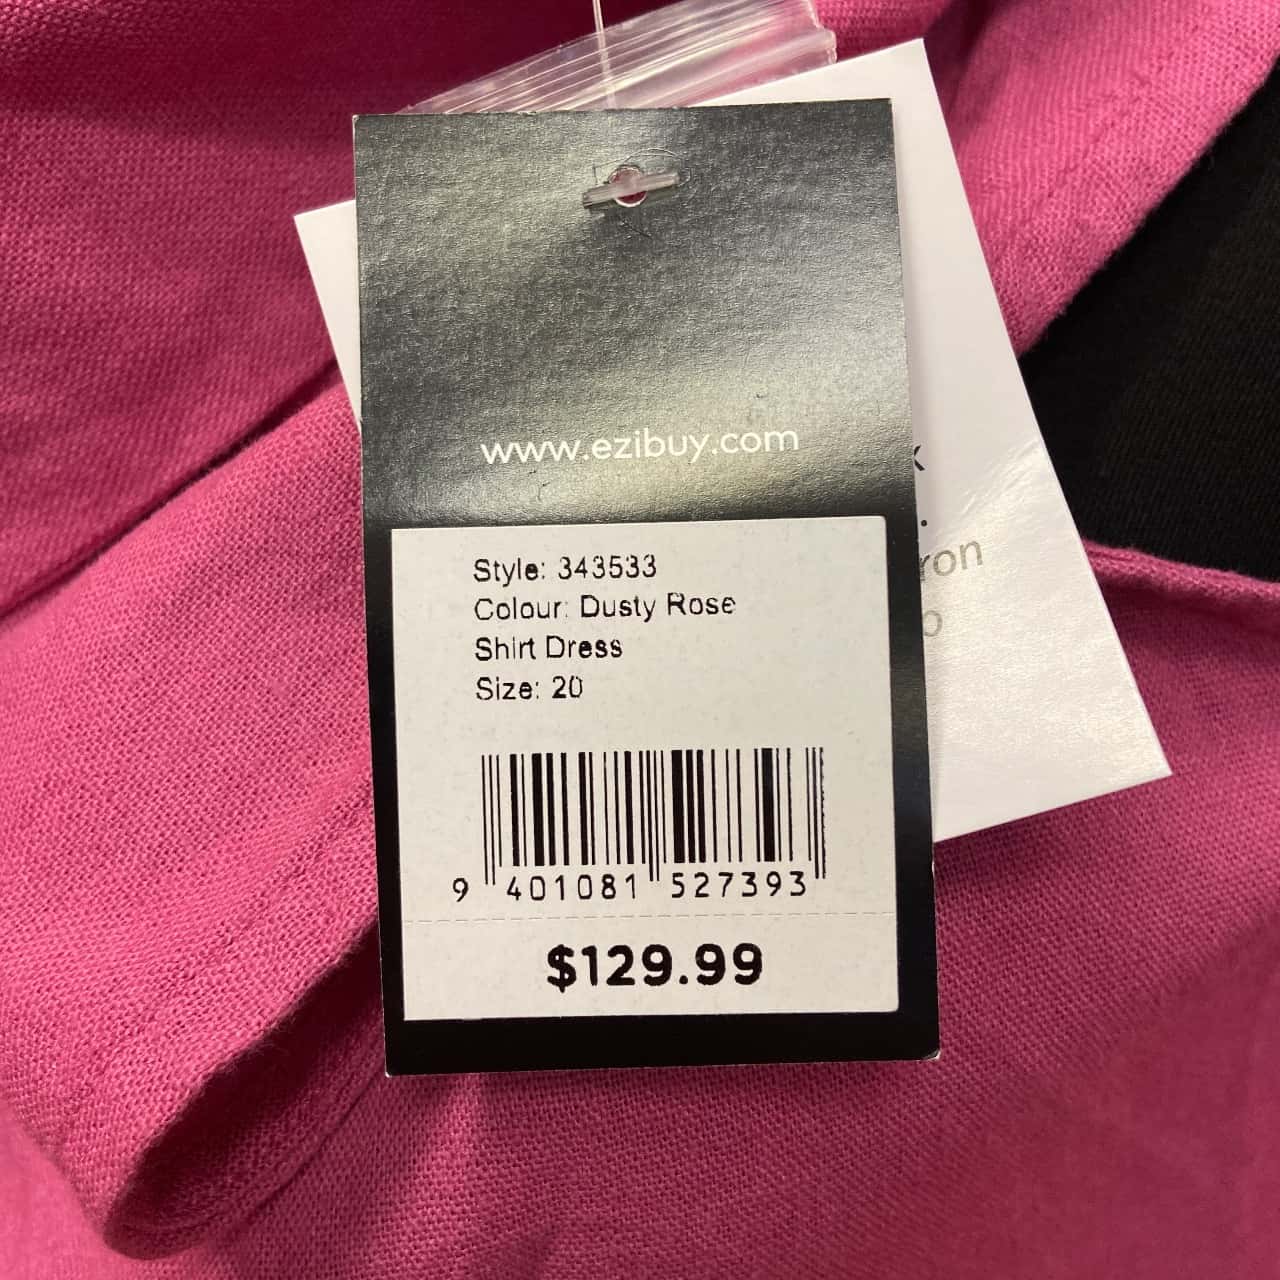 www.ezibuy.com
Style: 343533
Colour: Dusty Rose
Shirt Dress
Size: 20
9 401081 527393
$129.99